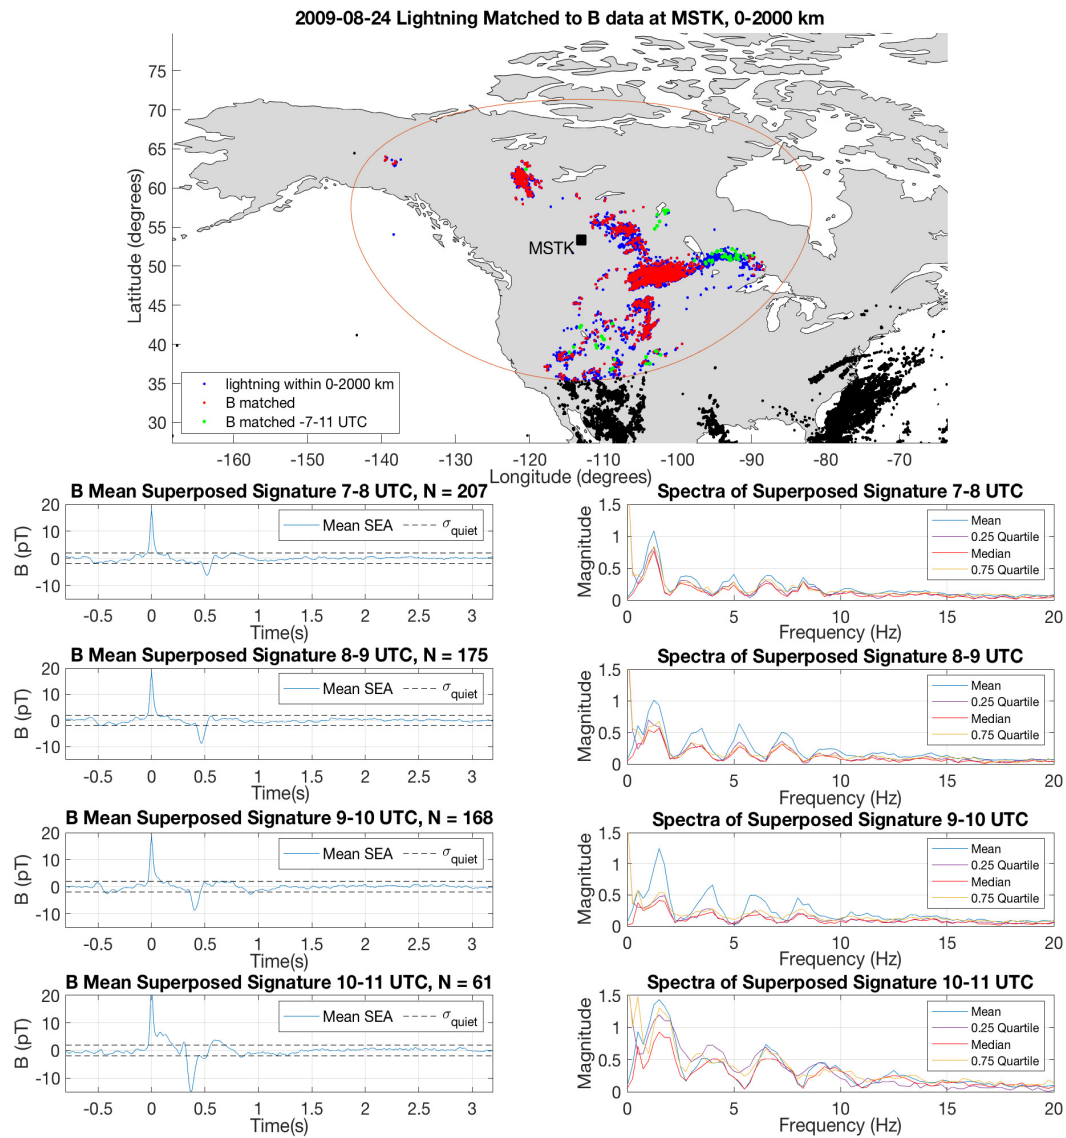 2009-08-24 Lightning Matched to B data at MSTK, 0-2000 km
Latitude (degrees)
75
70
65
60
55
50
45
40
35
30
MSTK
lightning within 0-2000 km
B matched
B matched -7-11 UTC
-160 -150 -140 -130 -120 -110 -100 -90 -80 -70
Longitude (degrees)
B Mean Superposed Signature 7-8 UTC, N = 207
B (pT)
20
10
0
-10
Mean SEA σquiet
-0.5 0 0.5 1 1.5 2 2.5 3
Time(s)
Spectra of Superposed Signature 7-8 UTC
Magnitude
1.5
1
0.5
0
Mean
0.25 Quartile
Median
0.75 Quartile
0 5 10 15 20
Frequency (Hz)
B Mean Superposed Signature 8-9 UTC, N = 175
B (pT)
20
10
0
-10
Mean SEA σquiet
-0.5 0 0.5 1 1.5 2 2.5 3
Time(s)
Spectra of Superposed Signature 8-9 UTC
Magnitude
1.5
1
0.5
0
Mean
0.25 Quartile
Median
0.75 Quartile
0 5 10 15 20
Frequency (Hz)
B Mean Superposed Signature 9-10 UTC, N = 168
B (pT)
20
10
0
-10
Mean SEA σquiet
-0.5 0 0.5 1 1.5 2 2.5 3
Time(s)
Spectra of Superposed Signature 9-10 UTC
Magnitude
1.5
1
0.5
0
Mean
0.25 Quartile
Median
0.75 Quartile
0 5 10 15 20
Frequency (Hz)
B Mean Superposed Signature 10-11 UTC, N = 61
B (pT)
20
10
0
-10
Mean SEA σquiet
-0.5 0 0.5 1 1.5 2 2.5 3
Time(s)
Spectra of Superposed Signature 10-11 UTC
Magnitude
1.5
1
0.5
0
Mean
0.25 Quartile
Median
0.75 Quartile
0 5 10 15 20
Frequency (Hz)